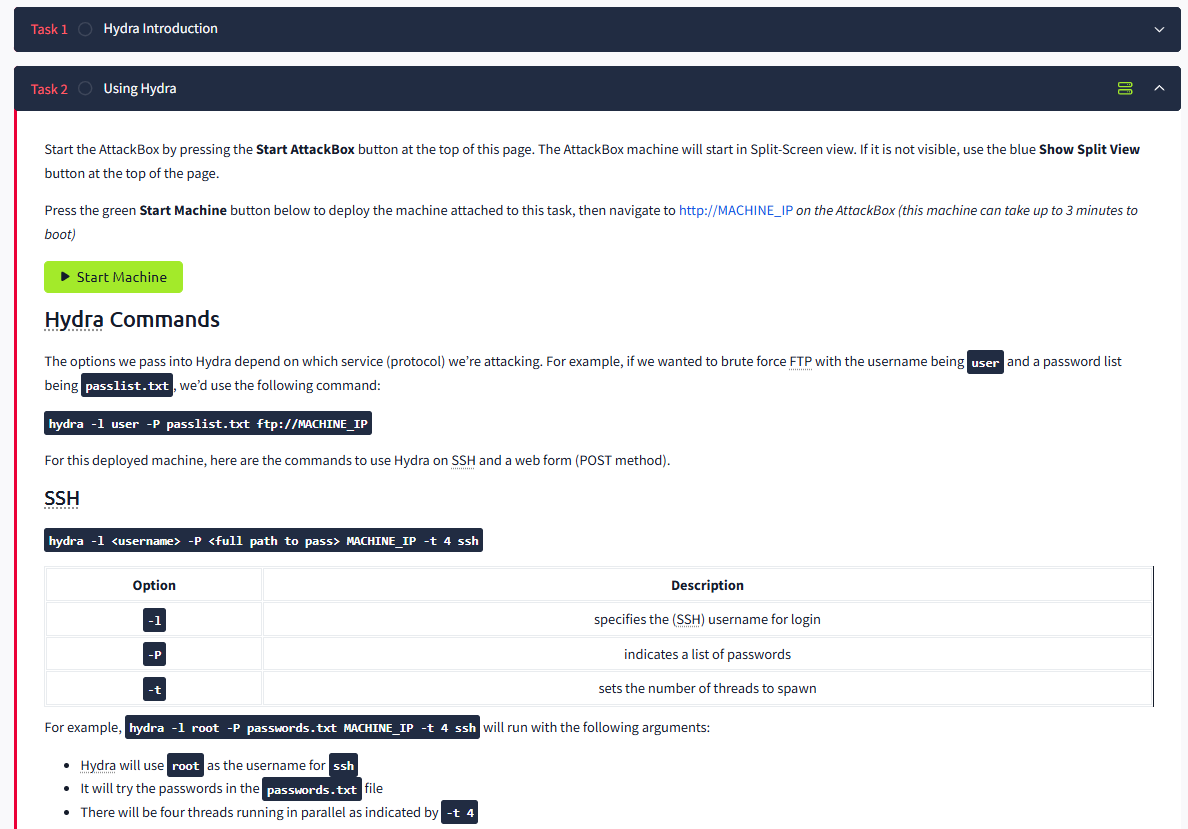 Task 1 Hydra Introduction
Task 2 Using Hydra
Start the AttackBox by pressing the Start AttackBox button at the top of this page. The AttackBox machine will start in Split-Screen view. If it is not visible, use the blue Show Split View
button at the top of the page.
Press the green Start Machine button below to deploy the machine attached to this task, then navigate to http://MACHINE_IP on the AttackBox (this machine can take up to 3 minutes to
boot)
Start Machine
Hydra Commands
The options we pass into Hydra depend on which service (protocol) we’re attacking. For example, if we wanted to brute force FTP with the username being user and a password list
being passlist.txt, we’d use the following command:
hydra -l user -P passlist.txt ftp://MACHINE_IP
For this deployed machine, here are the commands to use Hydra on SSH and a web form (POST method).
SSH
hydra -l <username> -P <full path to pass> MACHINE_IP -t 4 ssh
Option Description
-l specifies the (SSH) username for login
-P indicates a list of passwords
-t sets the number of threads to spawn
For example, hydra -l root -P passwords.txt MACHINE_IP -t 4 ssh will run with the following arguments:
• Hydra will use root as the username for ssh
• It will try the passwords in the passwords.txt file
• There will be four threads running in parallel as indicated by -t 4